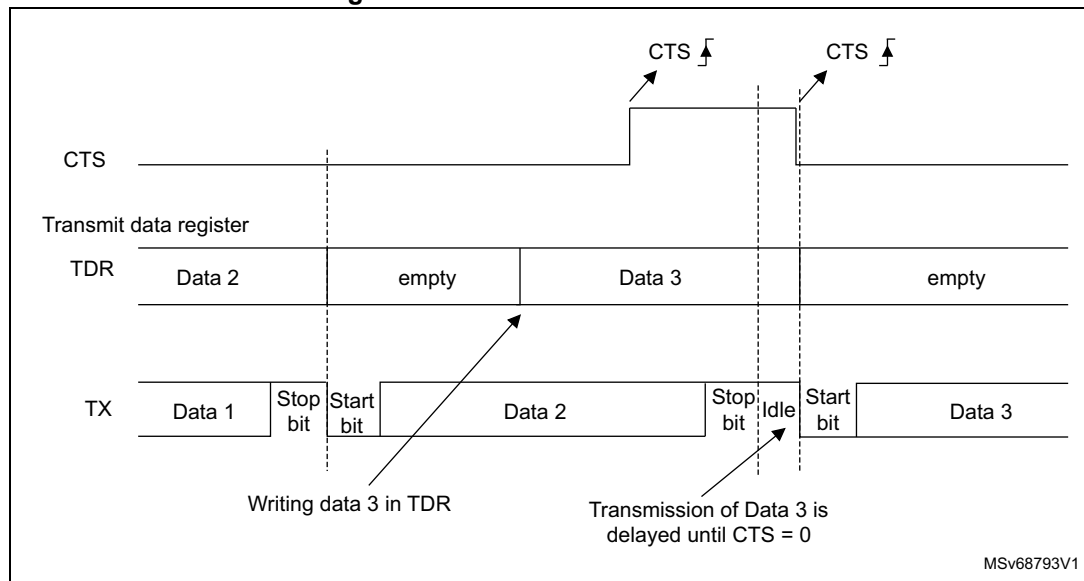 CTS CTS
CTS
Transmit data register
TDR Data 2 empty Data 3 empty
TX Data 1 Stop bit Start bit Data 2 Stop bit Idle Start bit Data 3
Writing data 3 in TDR
Transmission of Data 3 is
delayed until CTS = 0
MSv68793V1